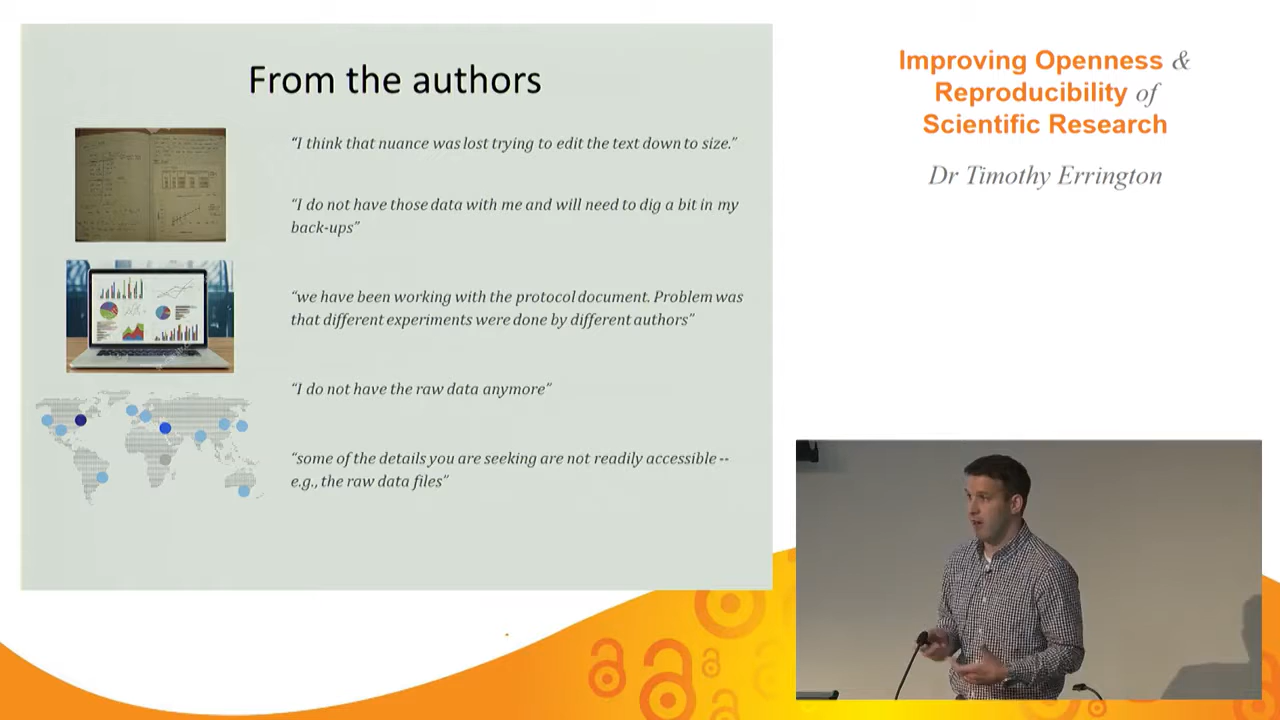 From the authors
“I think that nuance was lost trying to edit the text down to size.”
“I do not have those data with me and will need to dig a bit in my
back-ups”
“we have been working with the protocol document. Problem was
that different experiments were done by different authors”
“I do not have the raw data anymore”
“some of the details you are seeking are not readily accessible --
e.g., the raw data files”
Improving Openness &
Reproducibility of
Scientific Research
Dr Timothy Errington